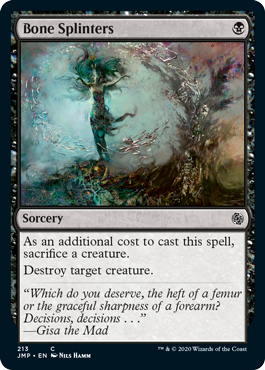 Bone Splinters
Sorcery
As an additional cost to cast this spell,
sacrifice a creature.
Destroy target creature.
“Which do you deserve, the heft of a femur
or the graceful sharpness of a forearm?
Decisions, decisions . . .”
—Gisa the Mad
213 C
JMP • EN Nils Hamm ™ & © 2020 Wizards of the Coast